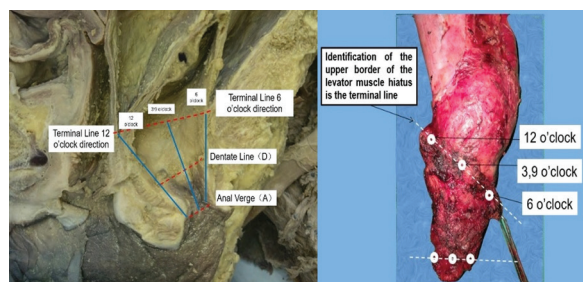 12
o'clock
3,9 o'clock
6
o'clock
Terminal Line 6
o'clock direction
Terminal Line 12
o'clock direction
Dentate Line（D）
Anal Verge（A）
Identification of the
upper border of the
levator muscle hiatus
is the terminal line
12 o'clock
3,9 o'clock
6 o'clock